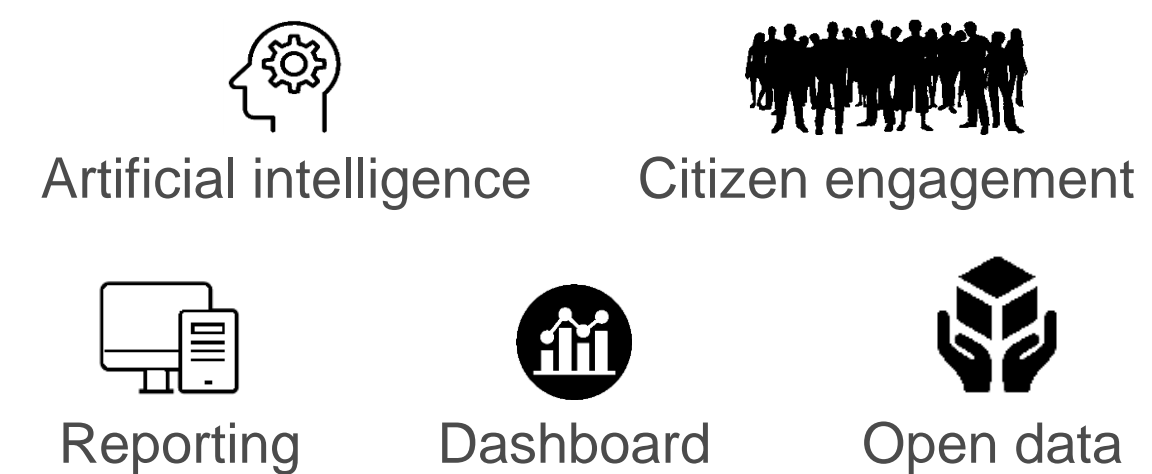 Artificial intelligence
Citizen engagement
Reporting
Dashboard
Open data